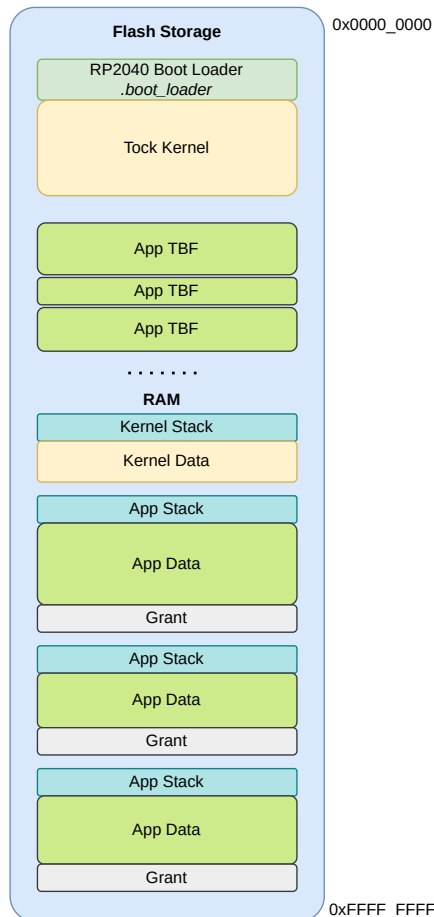 Flash Storage
0x0000_0000
RP2040 Boot Loader
.boot_loader
Tock Kernel
App TBF
App TBF
App TBF
.......
RAM
Kernel Stack
Kernel Data
App Stack
App Data
Grant
App Stack
App Data
Grant
App Stack
App Data
Grant
0xFFFF_FFFF